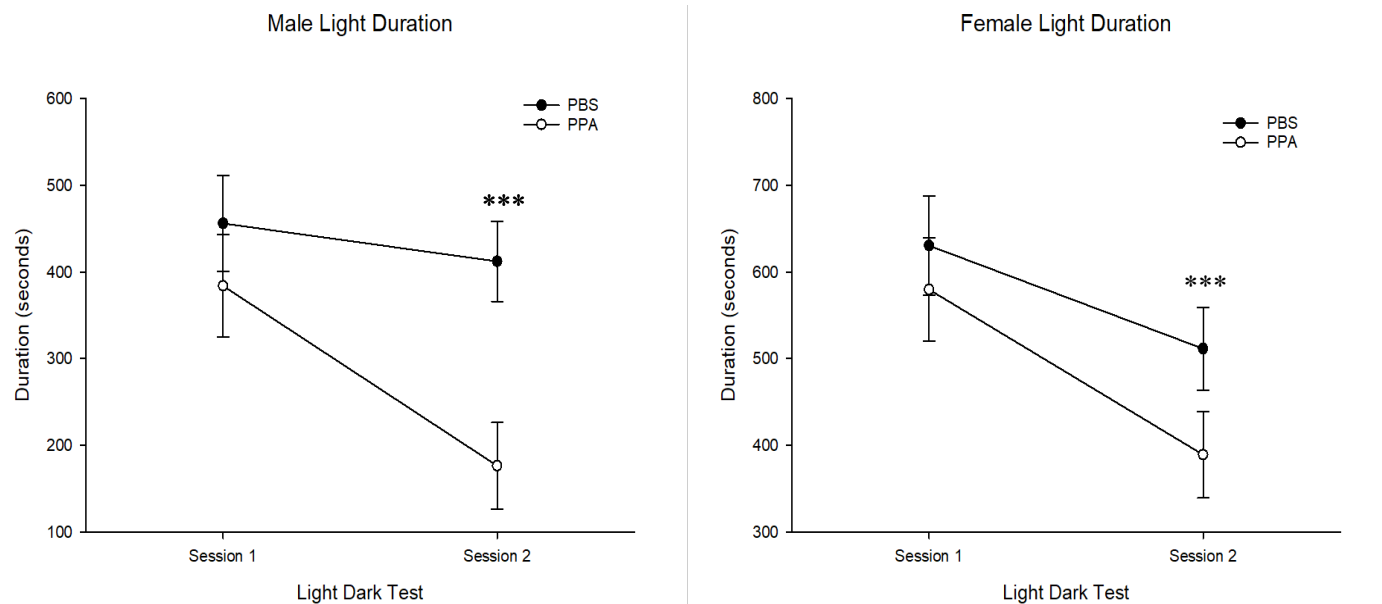 Male Light Duration
600
500
400
300
200
100
Duration (seconds)
PBS
PPA
***
Session 1
Session 2
Light Dark Test
Female Light Duration
800
700
600
500
400
300
Duration (seconds)
PBS
PPA
***
Session 1
Session 2
Light Dark Test